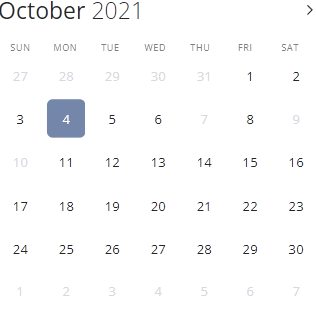 October 2021
SUN MON TUE WED THU FRI SAT
27 28 29 30 31 1 2
3 4 5 6 7 8 9
10 11 12 13 14 15 16
17 18 19 20 21 22 23
24 25 26 27 28 29 30
1 2 3 4 5 6 7